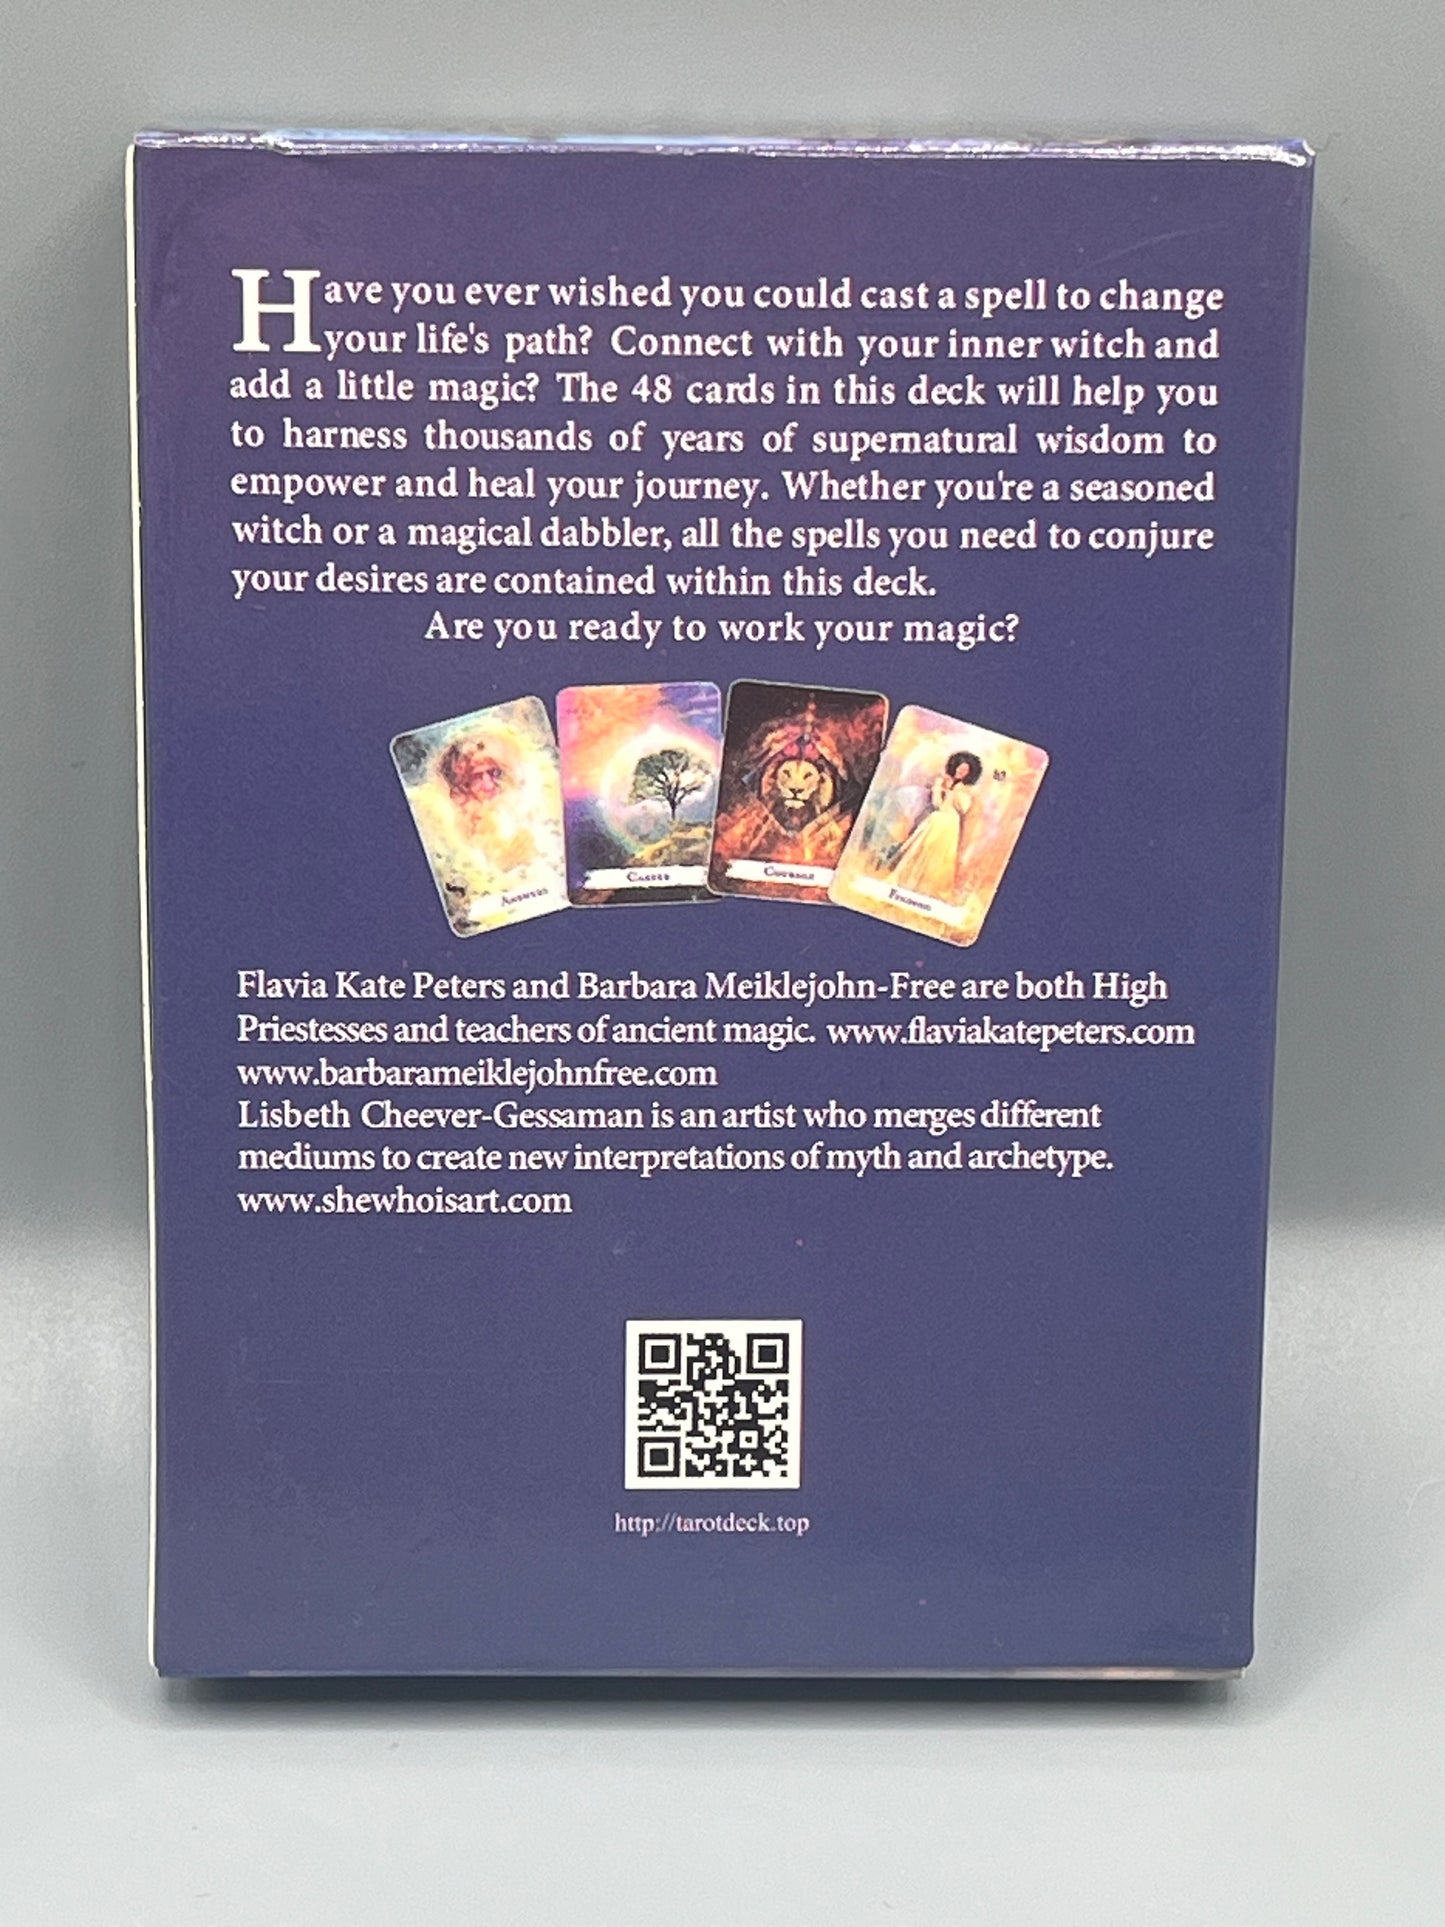 Have you ever wished you could cast a spell to change
your life's path? Connect with your inner witch and
add a little magic? The 48 cards in this deck will help you
to harness thousands of years of supernatural wisdom to
empower and heal your journey. Whether you're a seasoned
witch or a magical dabbler, all the spells you need to conjure
your desires are contained within this deck.
Are you ready to work your magic?
Career
Courage
Freedom
Flavia Kate Peters and Barbara Meiklejohn-Free are both High
Priestesses and teachers of ancient magic. www.flaviakatepeters.com
www.barbarameiklejohnfree.com
Lisbeth Cheever-Gessaman is an artist who merges different
mediums to create new interpretations of myth and archetype.
www.shewhoisart.com
http://tarotdeck.top